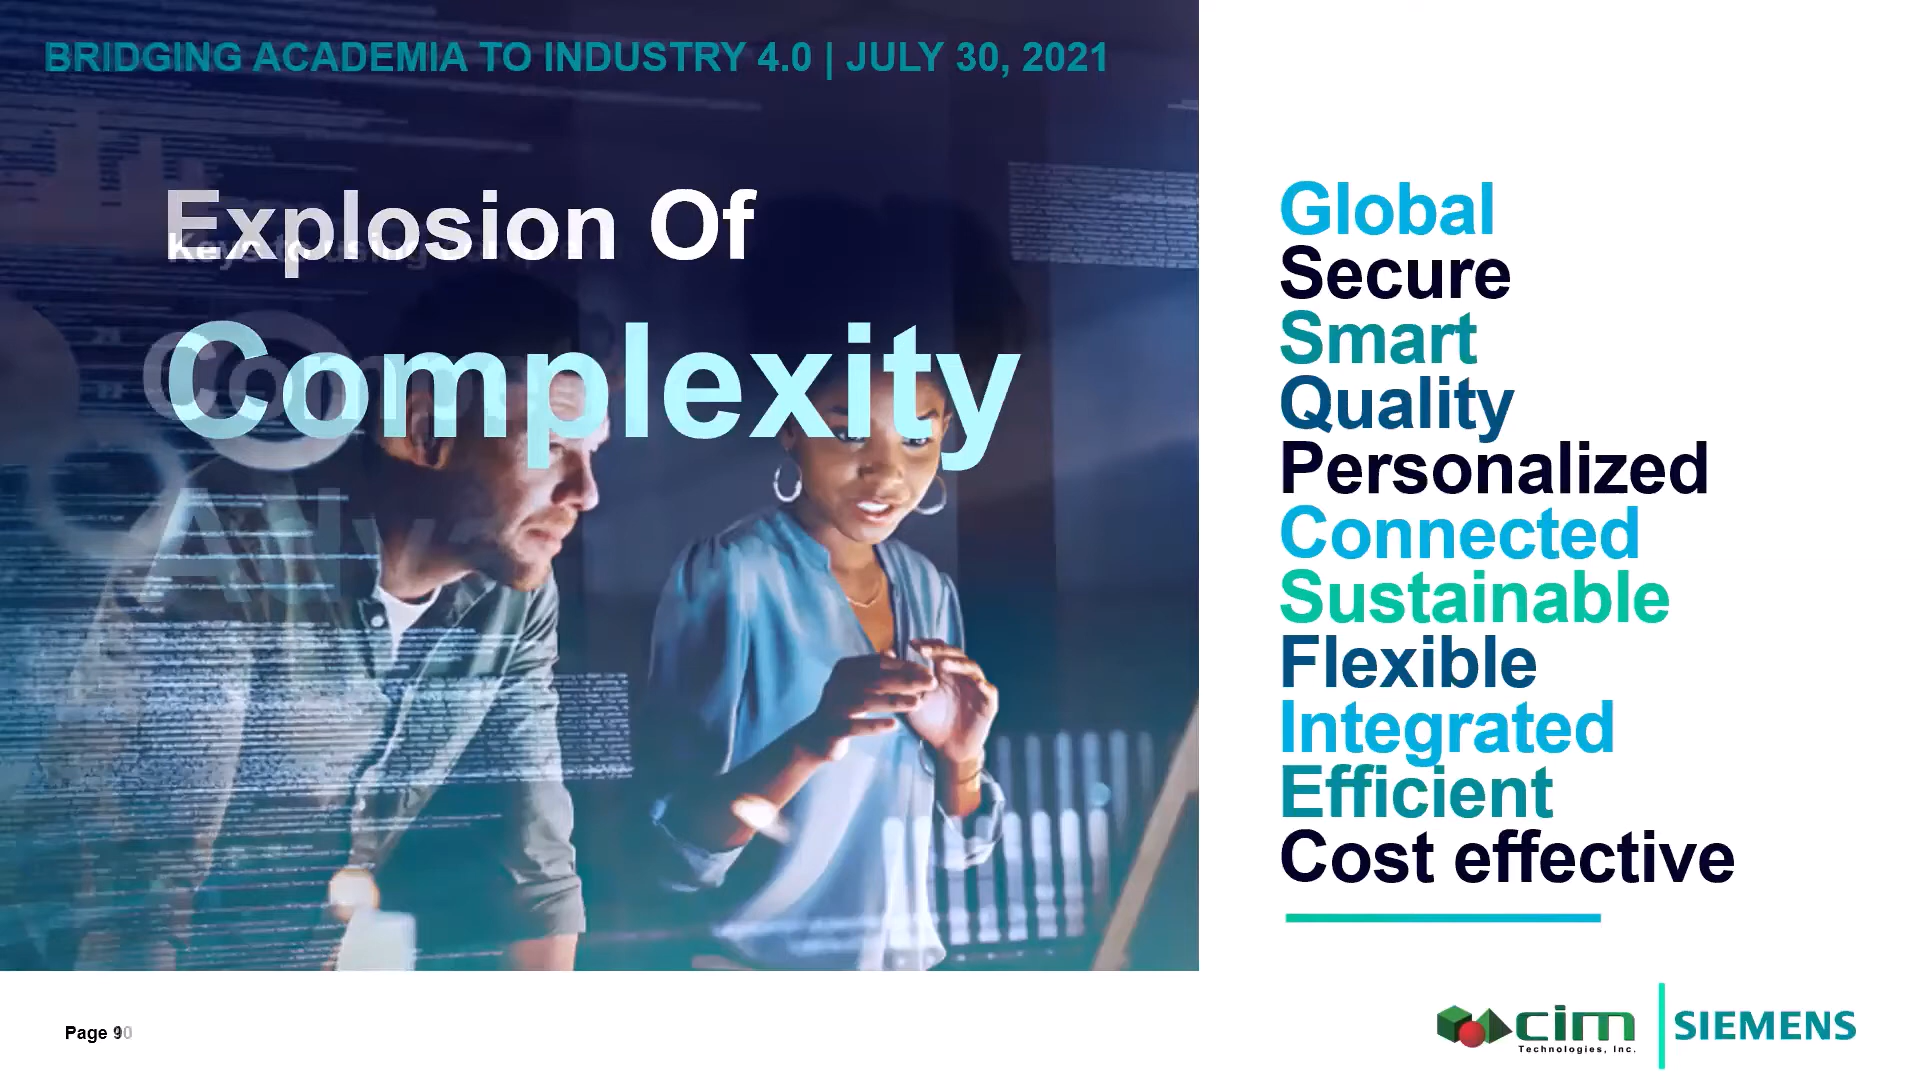 BRIDGING ACADEMIA TO INDUSTRY 4.0 | JULY 30, 2021
Explosion Of
Complexity
Global
Secure
Smart
Quality
Personalized
Connected
Sustainable
Flexible
Integrated
Efficient
Cost effective
Page
cim
Technologies, Inc.
SIEMENS